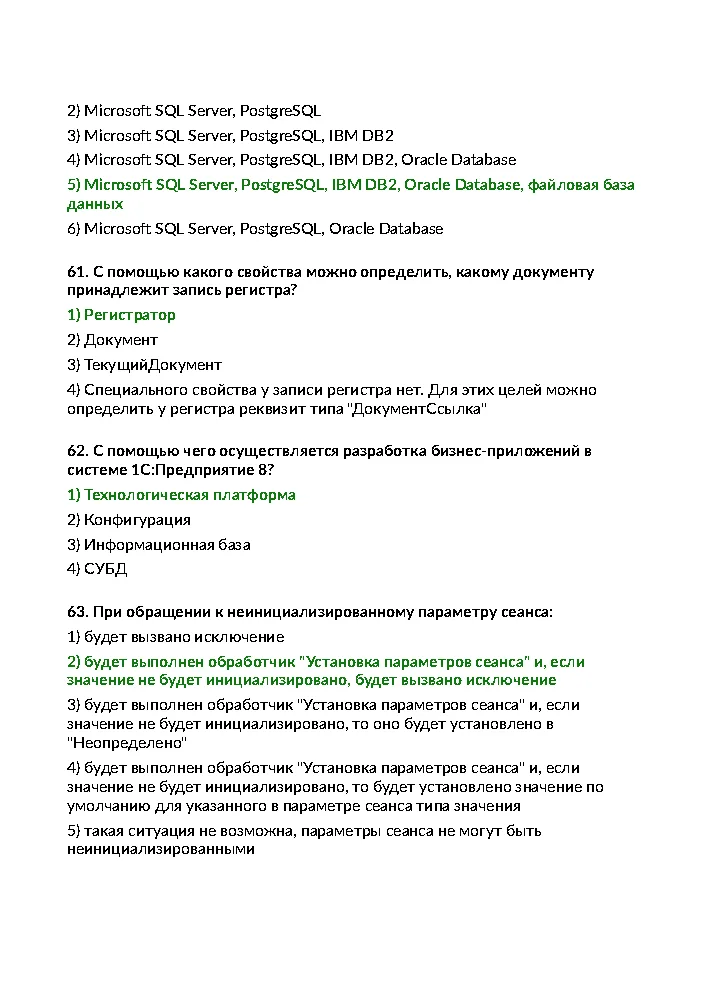 2) Microsoft SQL Server, PostgreSQL
3) Microsoft SQL Server, PostgreSQL, IBM DB2
4) Microsoft SQL Server, PostgreSQL, IBM DB2, Oracle Database
5) Microsoft SQL Server, PostgreSQL, IBM DB2, Oracle Database, файловая база
данных
6) Microsoft SQL Server, PostgreSQL, Oracle Database
61. С помощью какого свойства можно определить, какому документу
принадлежит запись регистра?
1) Регистратор
2) Документ
3) ТекущийДокумент
4) Специального свойства у записи регистра нет. Для этих целей можно
определить у регистра реквизит типа "ДокументСсылка"
62. С помощью чего осуществляется разработка бизнес-приложений в
системе 1С:Предприятие 8?
1) Технологическая платформа
2) Конфигурация
3) Информационная база
4) СУБД
63. При обращении к неинициализированному параметру сеанса:
1) будет вызвано исключение
2) будет выполнен обработчик "Установка параметров сеанса" и, если
значение не будет инициализировано, будет вызвано исключение
3) будет выполнен обработчик "Установка параметров сеанса" и, если
значение не будет инициализировано, то оно будет установлено в
"Неопределено"
4) будет выполнен обработчик "Установка параметров сеанса" и, если
значение не будет инициализировано, то будет установлено значение по
умолчанию для указанного в параметре сеанса типа значения
5) такая ситуация не возможна, параметры сеанса не могут быть
неинициализированными